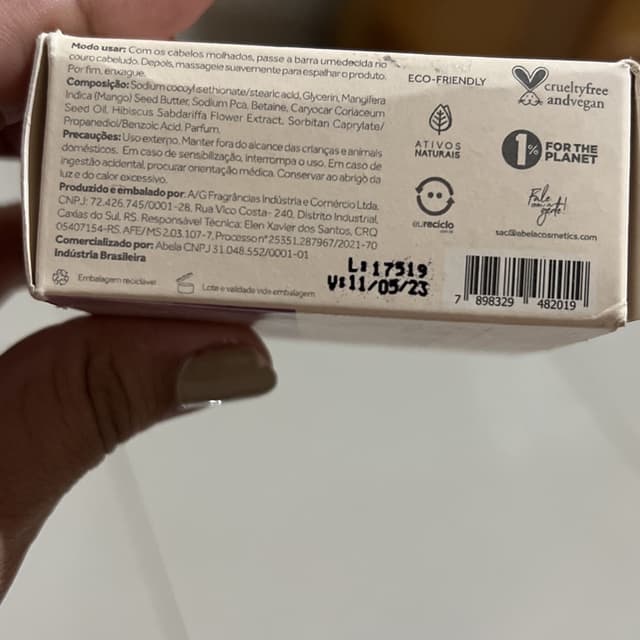 Modo usar: Com os cabelos molhados, passe a barra umedecida no
couro cabeludo. Depois, massageie suavemente para espalhar o produto.
Por fim, enxague.
Composição: Sodium cocoyl isethionate/stearic acid, Glycerin, Mangifera
Indica (Mango) Seed Butter, Sodium Pca, Betaine, Caryocar Coriaceum
Seed Oil, Hibiscus Sabdariffa Flower Extract, Sorbitan Caprylate/
Propanediol/Benzoic Acid, Parfum.
Precauções: Uso externo. Manter fora do alcance das crianças e animais
domésticos. Em caso de sensibilização, interrompa o uso. Em caso de
ingestão acidental, procurar orientação médica. Conservar ao abrigo da
luz e do calor excessivo.
Produzido e embalado por: A/G Fragrâncias Indústria e Comércio Ltda.
CNPJ: 72.426.745/0001-28, Rua Vico Costa- 240, Distrito Industrial,
Caxias do Sul, RS. Responsável Técnica: Elen Xavier dos Santos, CRQ
05407154-RS. AFE/MS 2.03.107-7, Processo nº 25351.287967/2021-70
Comercializado por: Abela CNPJ 31.048.552/0001-01
Indústria Brasileira
Embalagem reciclável
Lote e validade vide embalagem
L:17519
V:11/05/23
ECO-FRIENDLY
crueltyfree
andvegan
ATIVOS
NATURAIS
1% FOR THE
PLANET
eureciclo
Fale
com a
gente!
sac@abelacosmetics.com
7 898329 482019